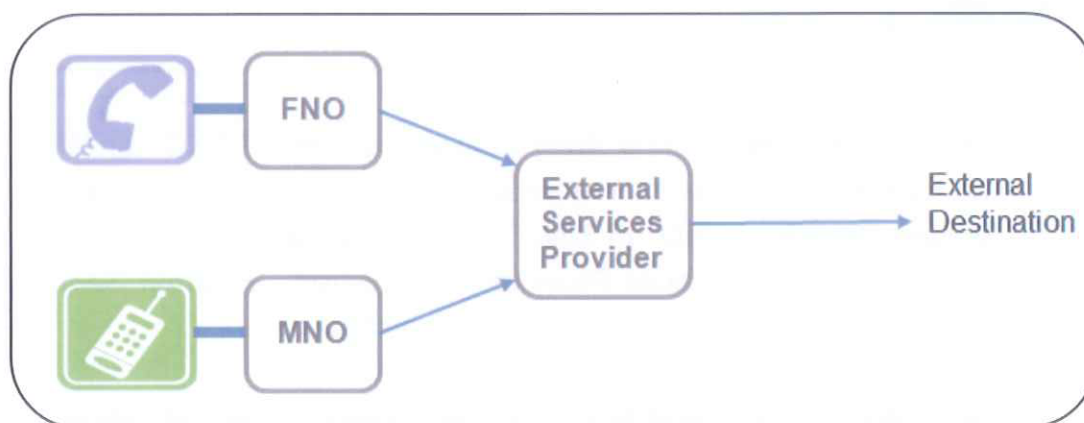 FNO
External
Services
Provider
External
Destination
MNO